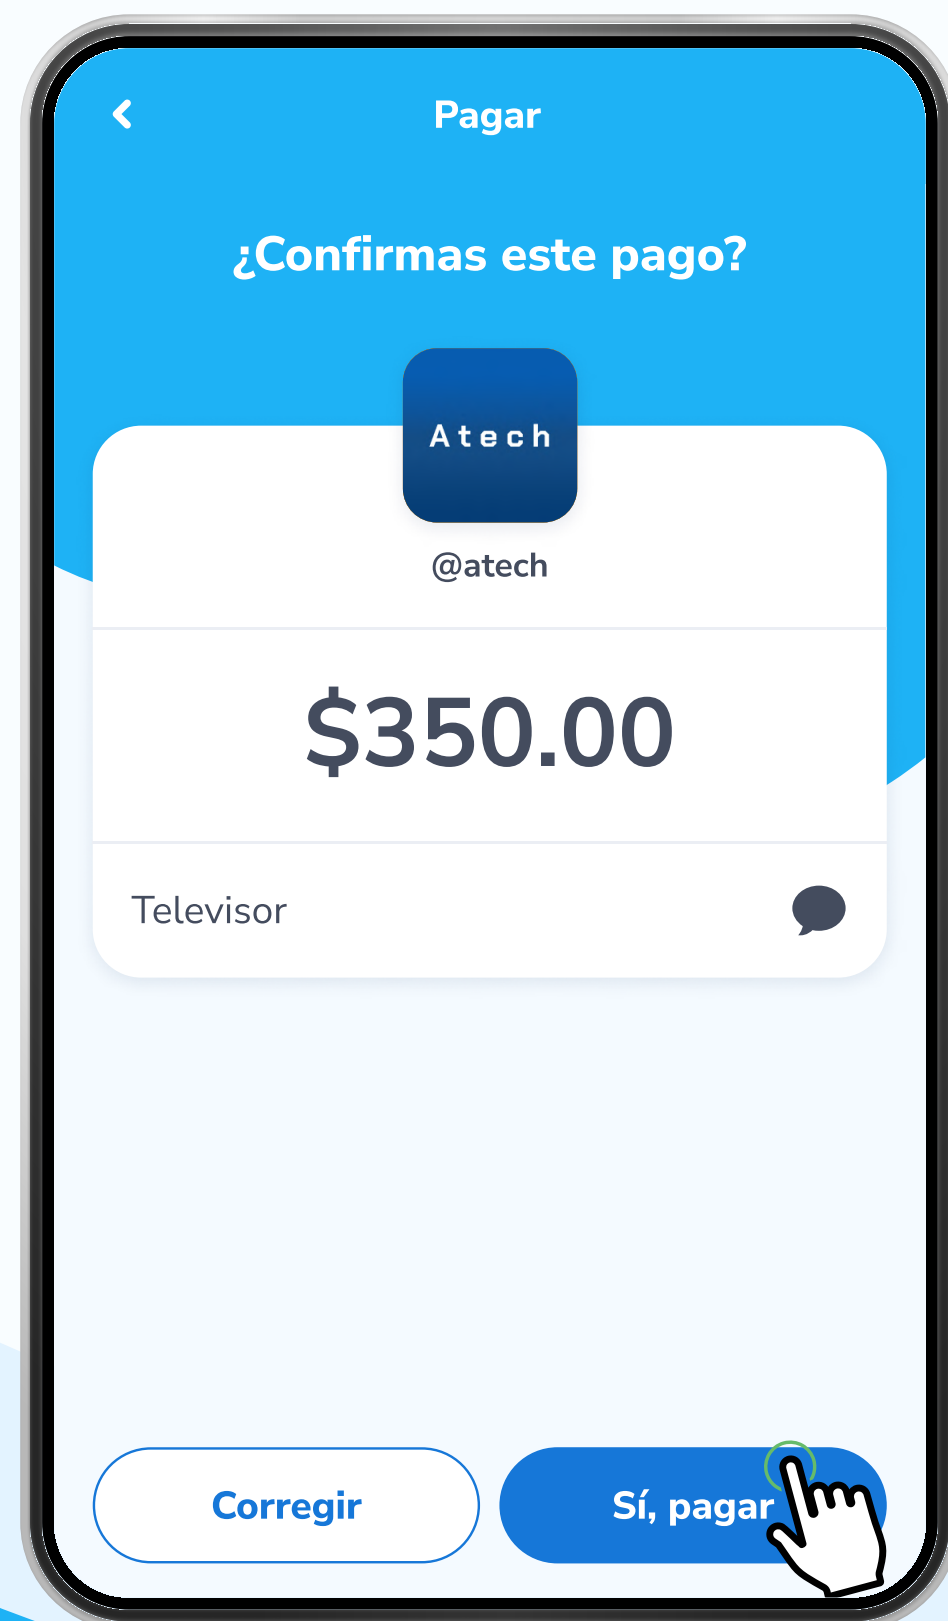 Pagar
¿Confirmas este pago?
Atech
@atech
$350.00
Televisor
Corregir
Sí, pagar